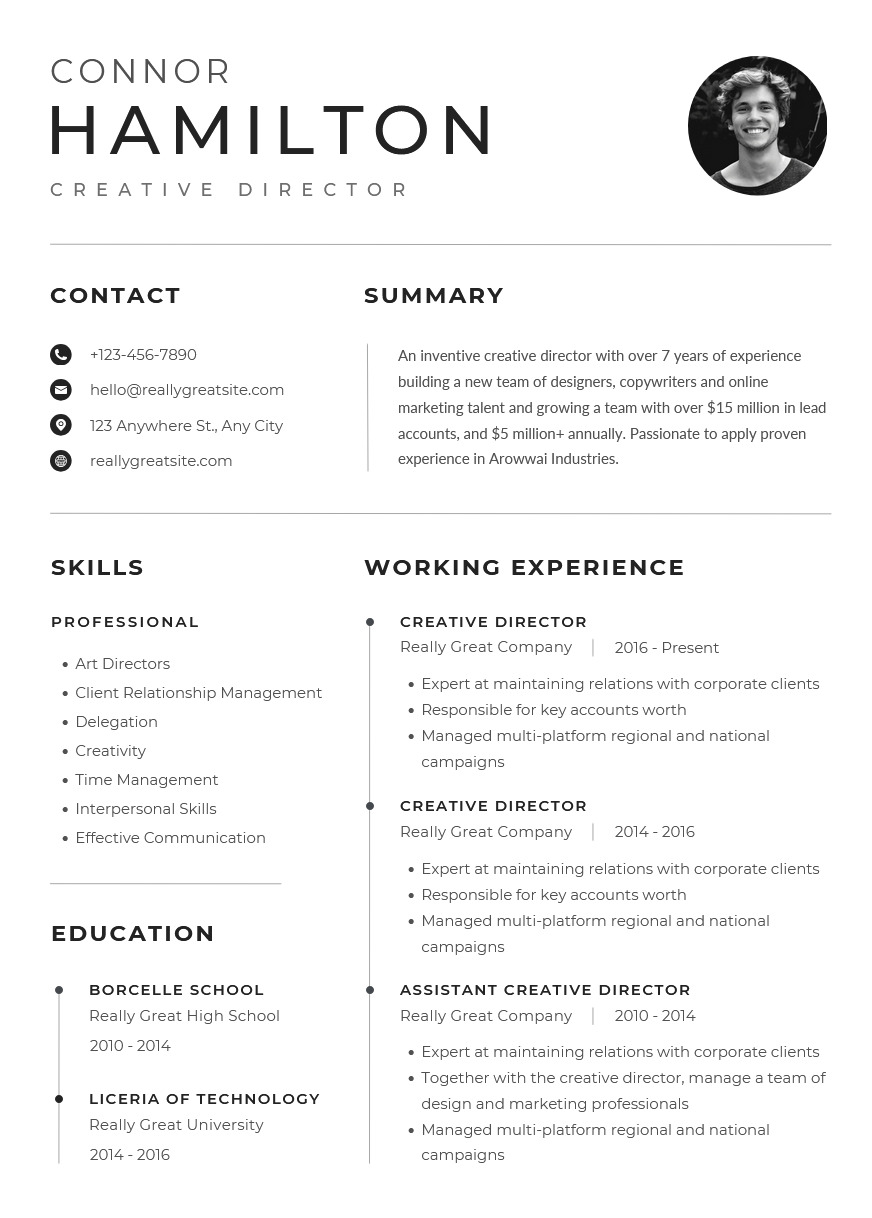 CONNOR
HAMILTON
CREATIVE DIRECTOR
CONTACT
+123-456-7890
hello@reallygreatsite.com
123 Anywhere St., Any City
reallygreatsite.com
SUMMARY
An inventive creative director with over 7 years of experience
building a new team of designers, copywriters and online
marketing talent and growing a team with over $15 million in lead
accounts, and $5 million+ annually. Passionate to apply proven
experience in Arowwai Industries.
SKILLS
PROFESSIONAL
• Art Directors
• Client Relationship Management
• Delegation
• Creativity
• Time Management
• Interpersonal Skills
• Effective Communication
EDUCATION
BORCELLE SCHOOL
Really Great High School
2010 - 2014
LICERIA OF TECHNOLOGY
Really Great University
2014 - 2016
WORKING EXPERIENCE
CREATIVE DIRECTOR
Really Great Company | 2016 - Present
• Expert at maintaining relations with corporate clients
• Responsible for key accounts worth
• Managed multi-platform regional and national
campaigns
CREATIVE DIRECTOR
Really Great Company | 2014 - 2016
• Expert at maintaining relations with corporate clients
• Responsible for key accounts worth
• Managed multi-platform regional and national
campaigns
ASSISTANT CREATIVE DIRECTOR
Really Great Company | 2010 - 2014
• Expert at maintaining relations with corporate clients
• Together with the creative director, manage a team of
design and marketing professionals
• Managed multi-platform regional and national
campaigns